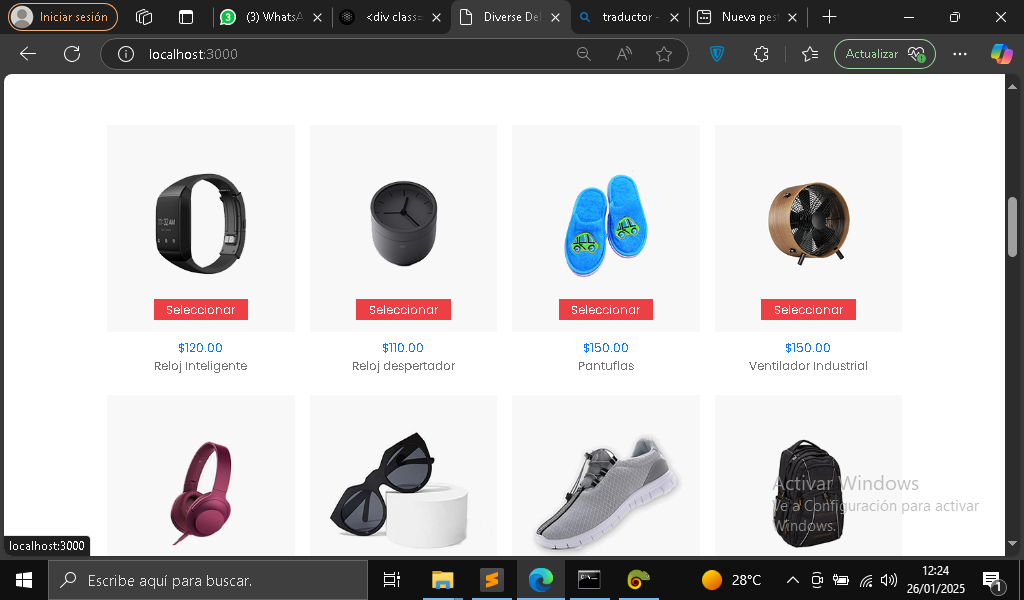 Iniciar sesión
(3) WhatsA
<div class=
Diverse Del
traductor -
Nueva pes
localhost:3000
Actualizar
Seleccionar
Seleccionar
Seleccionar
Seleccionar
$120.00
$110.00
$150.00
$150.00
Reloj Inteligente
Reloj despertador
Pantuflas
Ventilador Industrial
Activar Windows
Ve a Configuración para activar
Windows.
localhost:3000
Escribe aquí para buscar.
28°C
12:24
26/01/2025
1